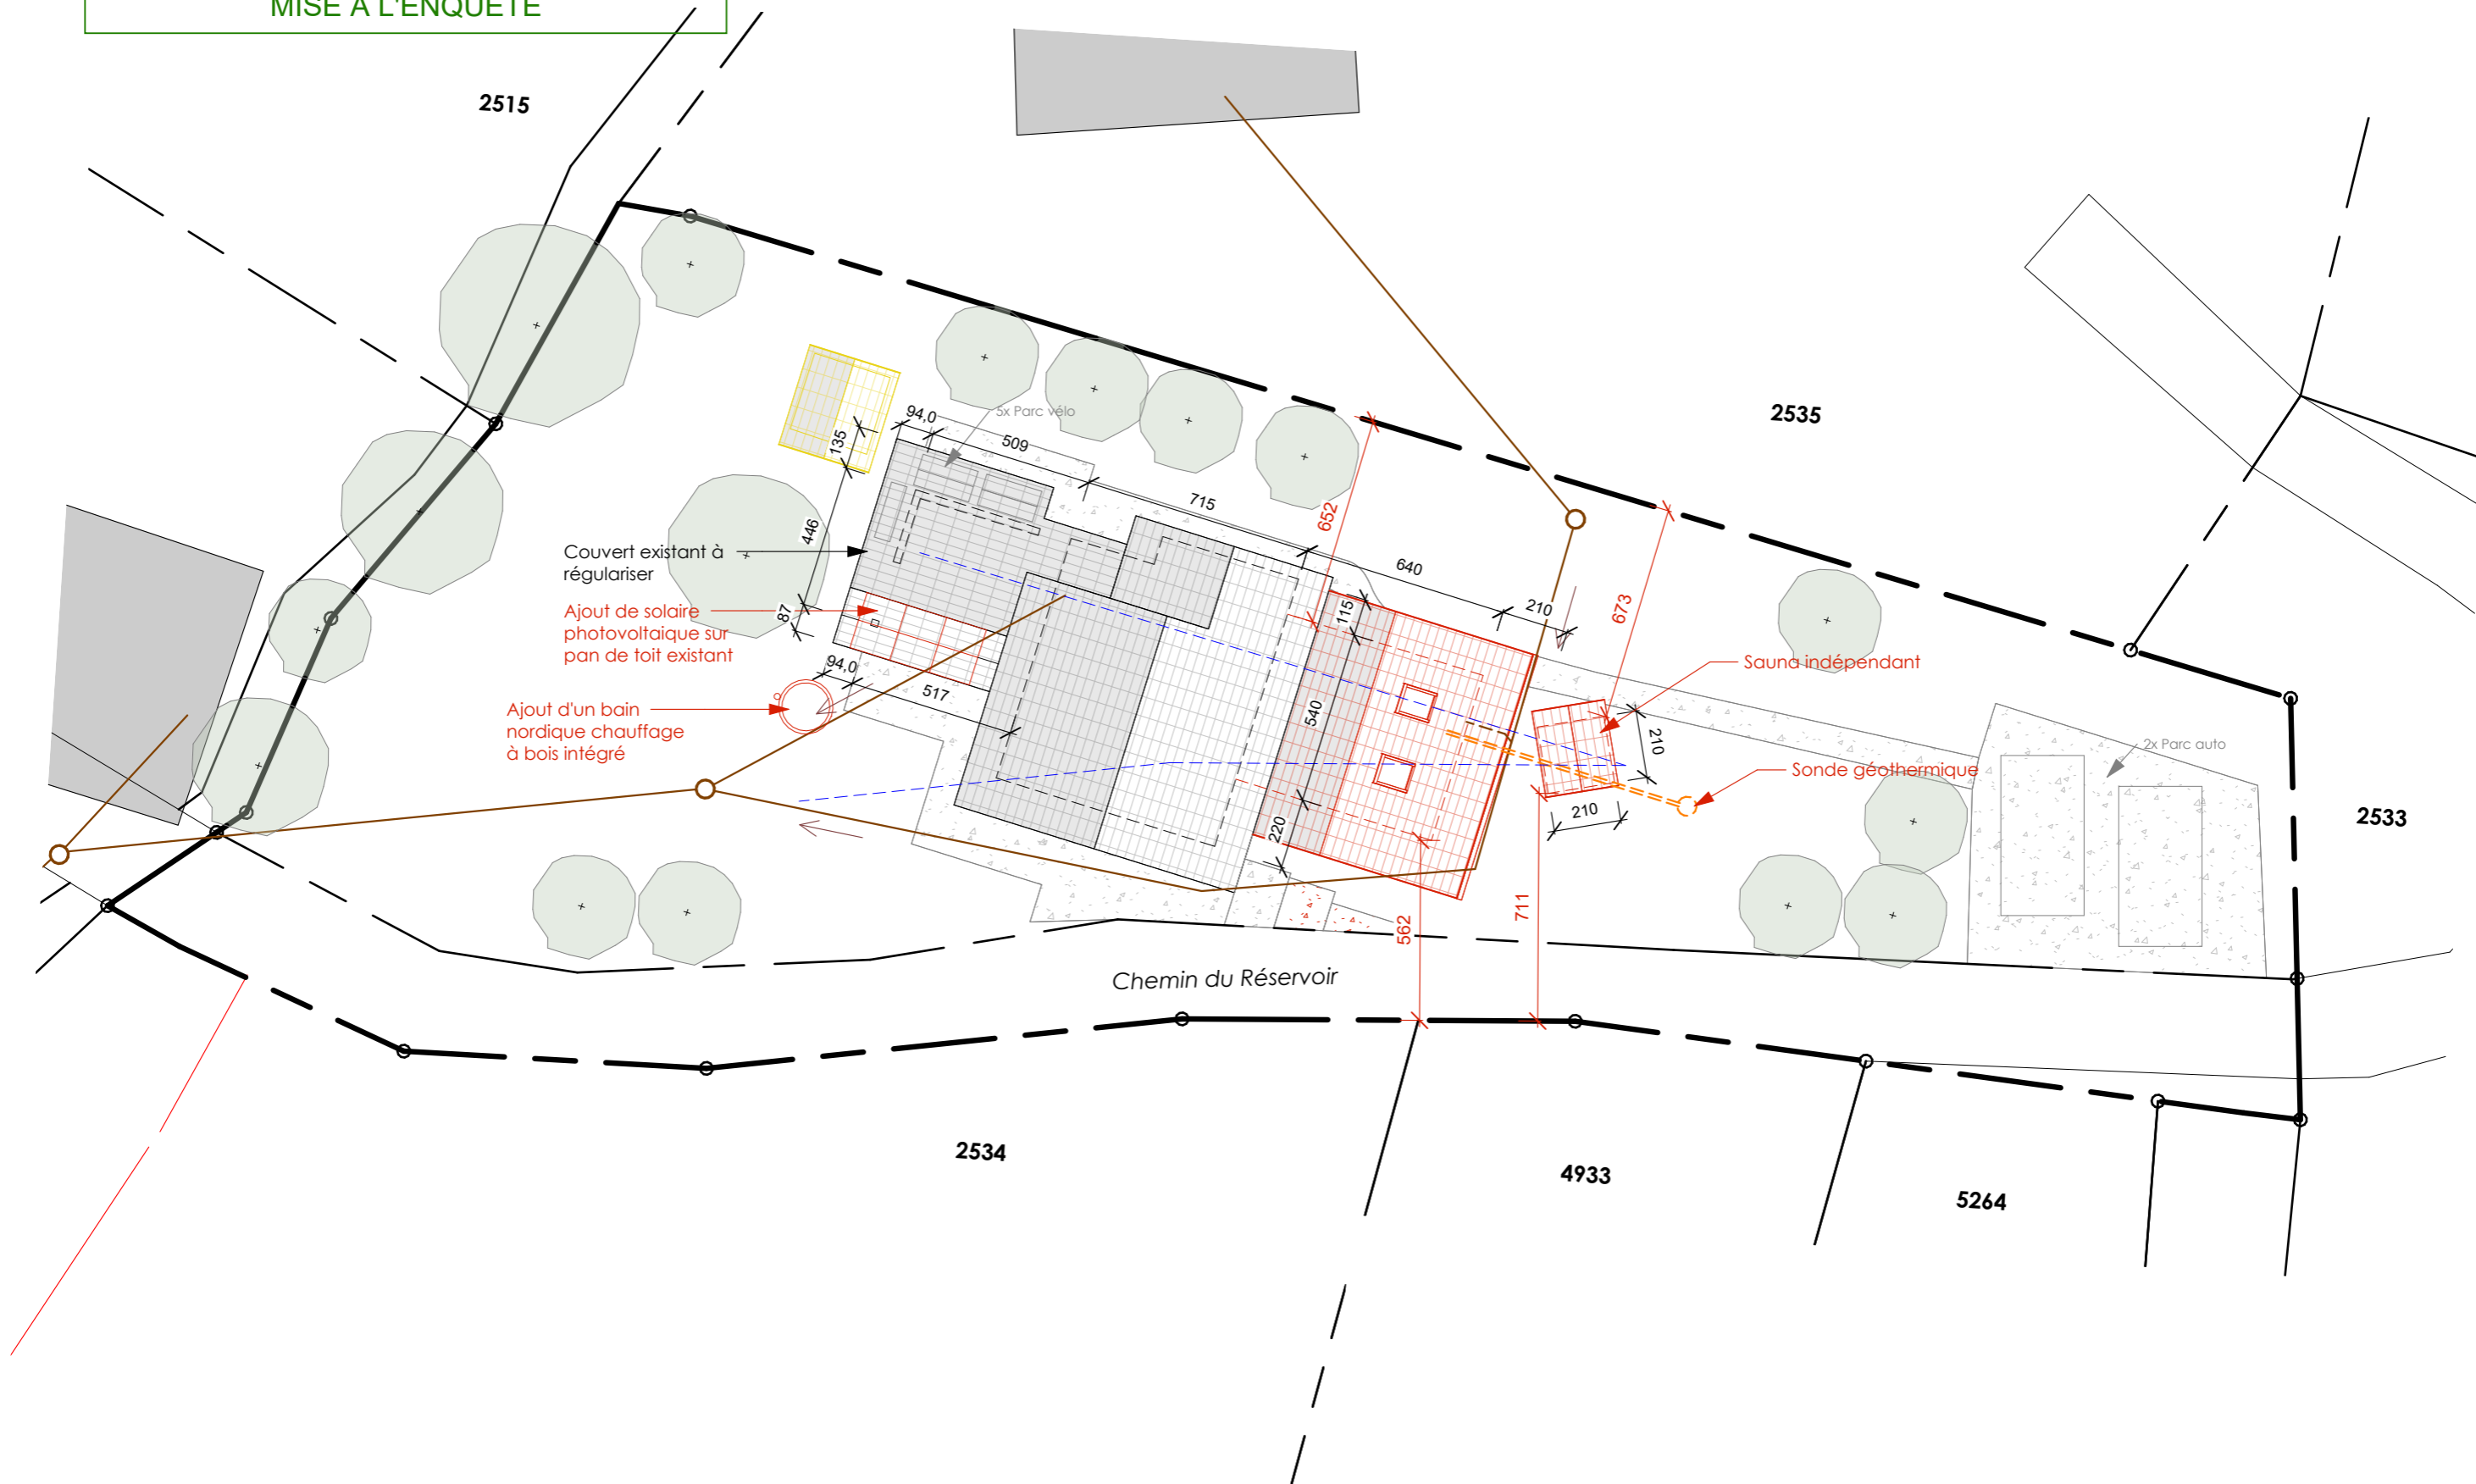 MISE A L'ENQUETE
2515
2535
94,0
5x Parc vélo
135
509
715
652
446
640
Couvert existant à
régulariser
87
Ajout de solaire
photovoltaique sur
pan de toit existant
115
210
673
Sauna indépendant
94,0
517
Ajout d'un bain
nordique chauffage
à bois intégré
540
210
2x Parc auto
Sonde géothermique
210
220
2533
562
711
Chemin du Réservoir
2534
4933
5264